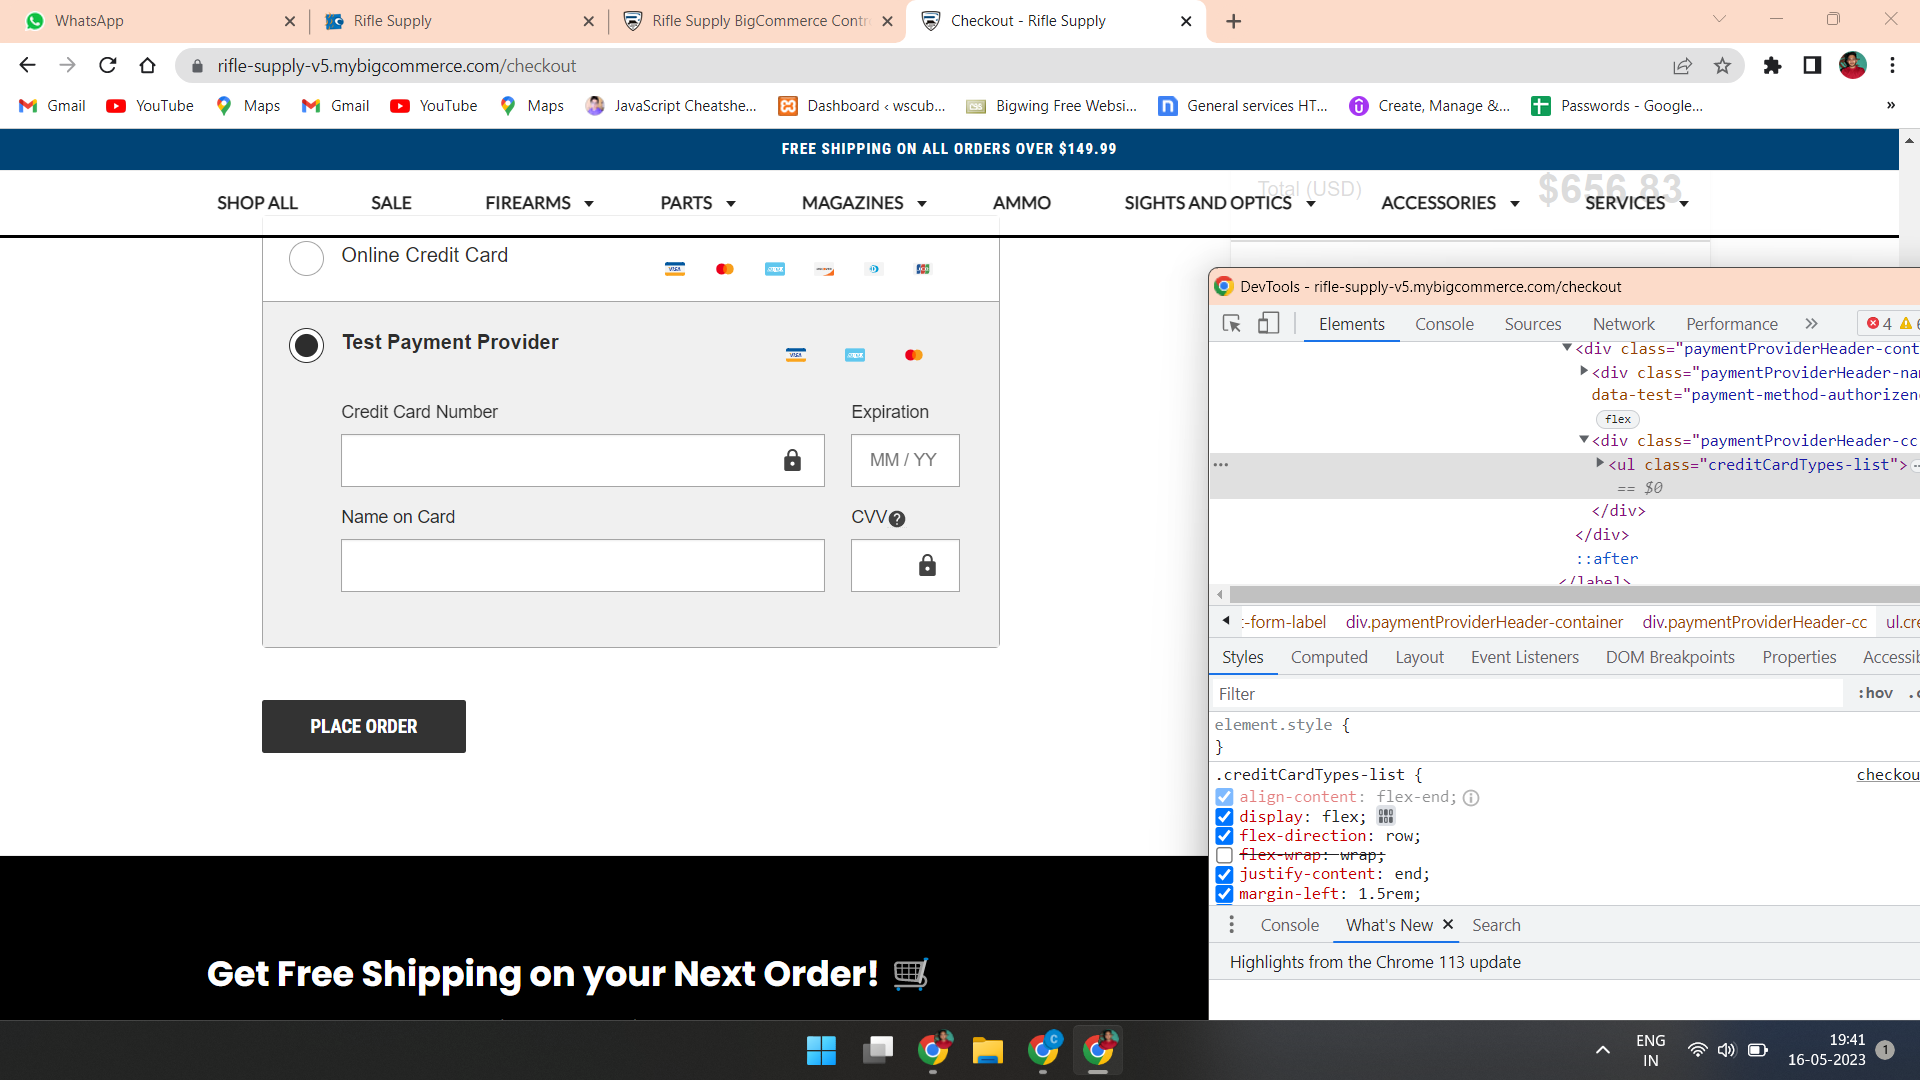 WhatsApp
Rifle Supply
Rifle Supply BigCommerce Contr
Checkout - Rifle Supply
rifle-supply-v5.mybigcommerce.com/checkout
Gmail
YouTube
Maps
Gmail
YouTube
Maps
JavaScript Cheatshe...
Dashboard ‹ wscub...
Bigwing Free Websi...
General services HT...
Create, Manage &...
Passwords - Google...
»
FREE SHIPPING ON ALL ORDERS OVER $149.99
Total (USD)
$656.83
SHOP ALL
SALE
FIREARMS
PARTS
MAGAZINES
AMMO
SIGHTS AND OPTICS
ACCESSORIES
SERVICES
Online Credit Card
Test Payment Provider
Credit Card Number
Expiration
MM / YY
Name on Card
CVV
PLACE ORDER
Get Free Shipping on your Next Order!
DevTools - rifle-supply-v5.mybigcommerce.com/checkout
Elements
Console
Sources
Network
Performance
»
4
<div class="paymentProviderHeader-cont
<div class="paymentProviderHeader-nam
data-test="payment-method-authorizen
flex
<div class="paymentProviderHeader-cc
<ul class="creditCardTypes-list">
== $0
</div>
</div>
::after
</label>
t-form-label
div.paymentProviderHeader-container
div.paymentProviderHeader-cc
ul.cre
Styles
Computed
Layout
Event Listeners
DOM Breakpoints
Properties
Accessib
Filter
:hov
.c
element.style {
}
.creditCardTypes-list {
checkou
align-content: flex-end;
display: flex;
flex-direction: row;
flex-wrap: wrap;
justify-content: end;
margin-left: 1.5rem;
Console
What's New
Search
Highlights from the Chrome 113 update
ENG
IN
19:41
16-05-2023
1